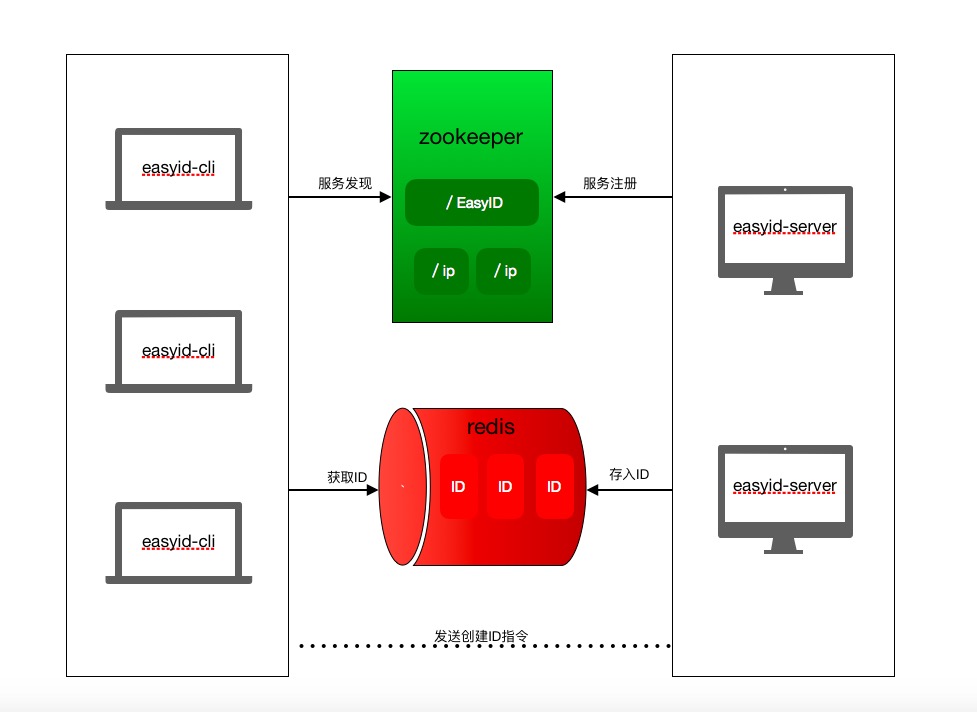 easyid-cli
easyid-cli
easyid-cli
服务发现
获取ID
zookeeper
/ EasyID
/ ip
/ ip
redis
`
ID
ID
ID
服务注册
存入ID
easyid-server
easyid-server
发送创建ID指令